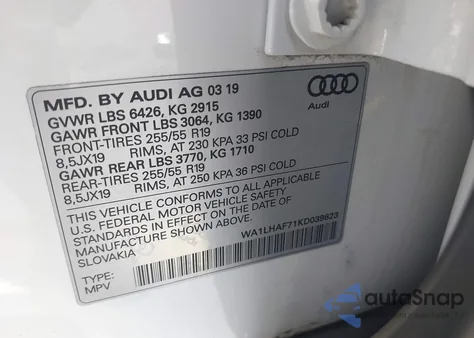 MFD. BY AUDI AG 03 19
GVWR LBS 6426, KG 2915
GAWR FRONT LBS 3064, KG 1390
FRONT-TIRES 255/55 R19
8,5JX19 RIMS, AT 230 KPA 33 PSI COLD
GAWR REAR LBS 3770, KG 1710
REAR-TIRES 255/55 R19
8,5JX19 RIMS, AT 250 KPA 36 PSI COLD
THIS VEHICLE CONFORMS TO ALL APPLICABLE
U.S. FEDERAL MOTOR VEHICLE SAFETY
STANDARDS IN EFFECT ON THE DATE OF
MANUFACTURE SHOWN ABOVE.
SLOVAKIA
WA1LHAF71KD039623
TYPE:
MPV
Audi
autoSnap